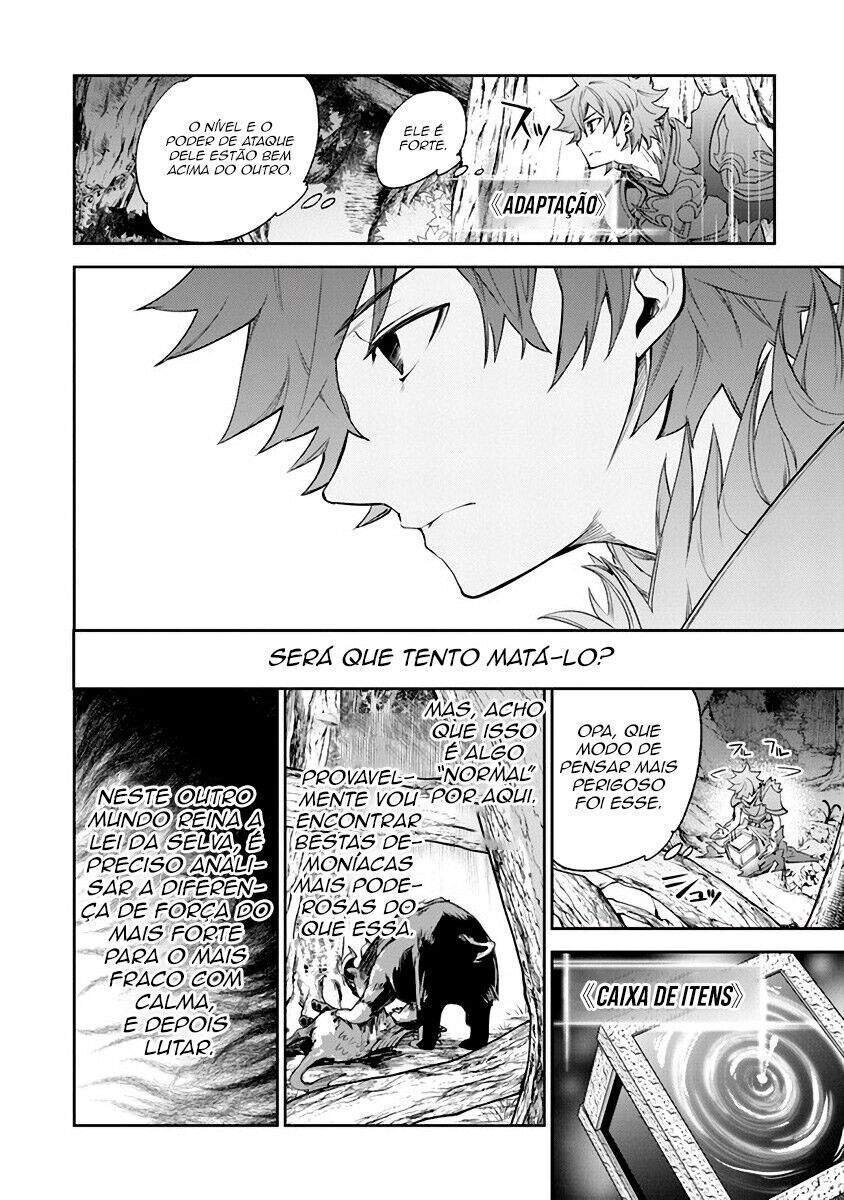 ELE É
FORTE.
《ADAPTAÇÃO》
スッ
O NÍVEL E O
PODER DE ATAQUE
DELE ESTÃO BEM
ACIMA DO OUTRO.
SERÁ QUE TENTO MATÁ-LO?
OPA, QUE
MODO DE
PENSAR MAIS
PERIGOSO
FOI ESSE.
《CAIXA DE ITENS》
MAS, ACHO
QUE ISSO
É ALGO
"NORMAL"
POR AQUI.
PROVAVEL-
MENTE VOU
ENCONTRAR
BESTAS DE-
MONÍACAS
MAIS PODE-
ROSAS DO
QUE ESSA.
NESTE OUTRO
MUNDO REINA A
LEI DA SELVA, É
PRECISO ANALI-
SAR A DIFEREN-
ÇA DE FORÇA DO
MAIS FORTE
PARA O MAIS
FRACO COM
CALMA,
E DEPOIS
LUTAR.